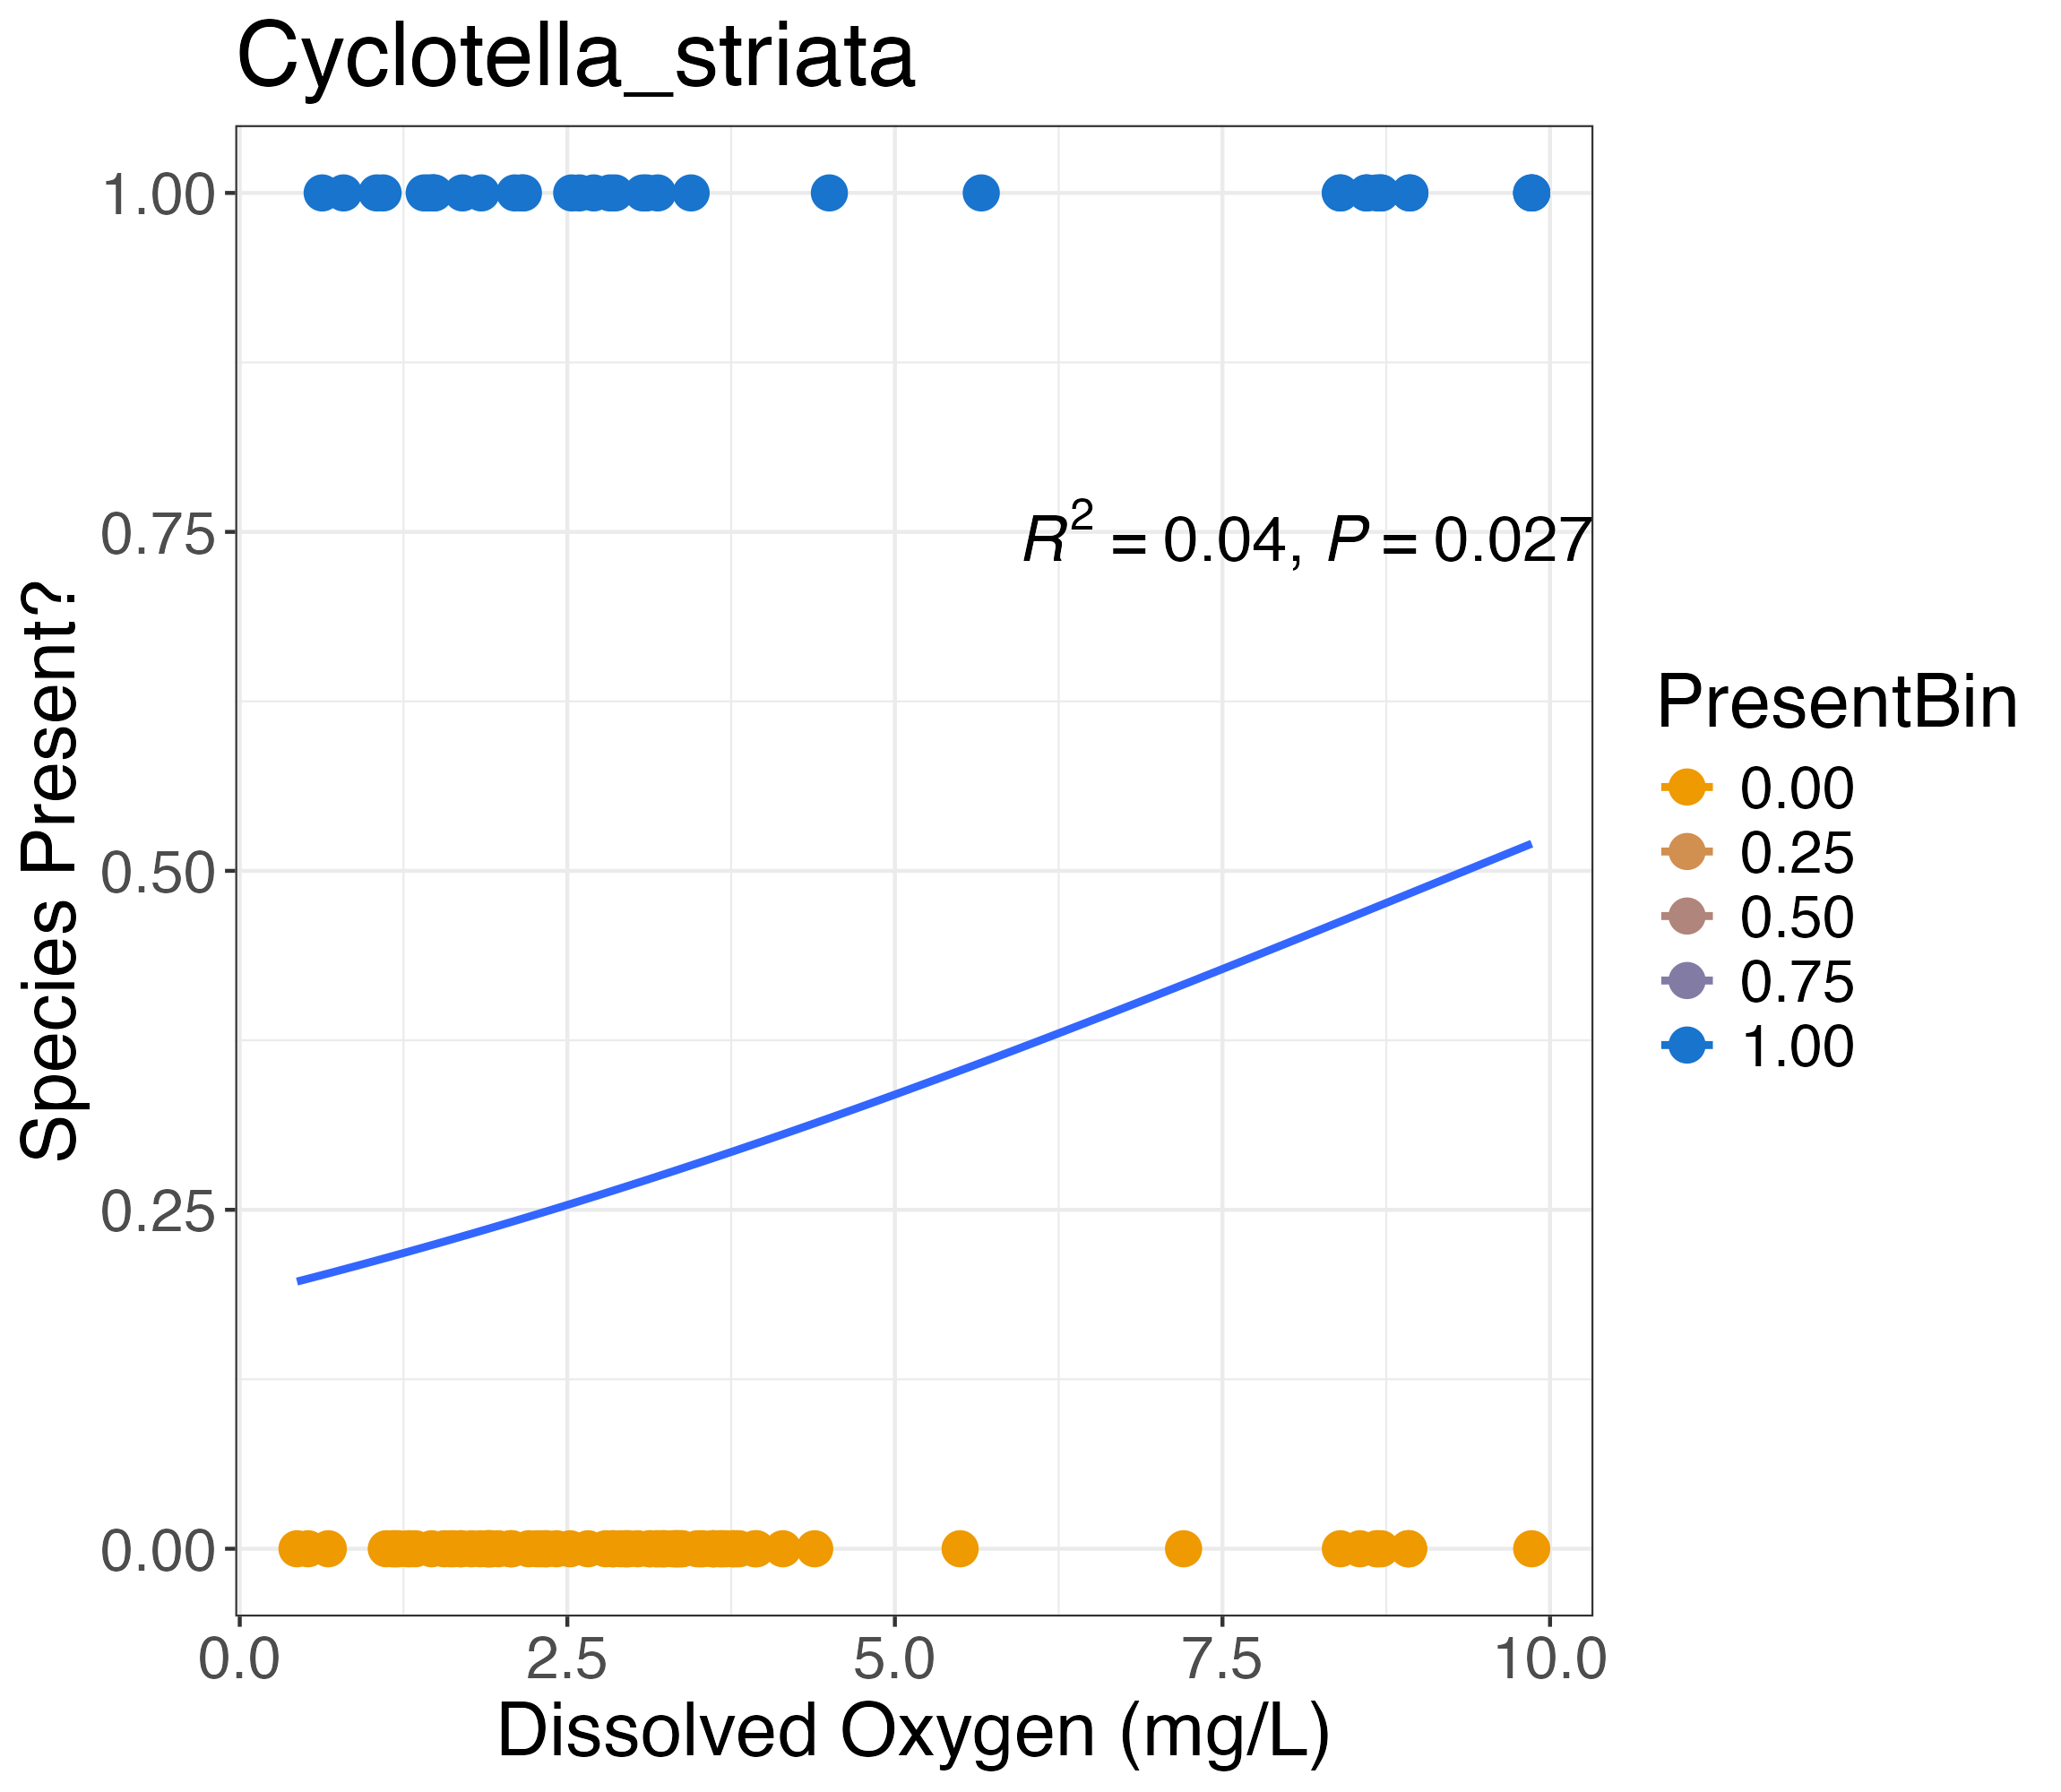 Cyclotella_striata
1.00
0.75
0.50
0.25
0.00
Species Present?
R² = 0.04, P = 0.027
0.0 2.5 5.0 7.5 10.0
Dissolved Oxygen (mg/L)
PresentBin
0.00
0.25
0.50
0.75
1.00